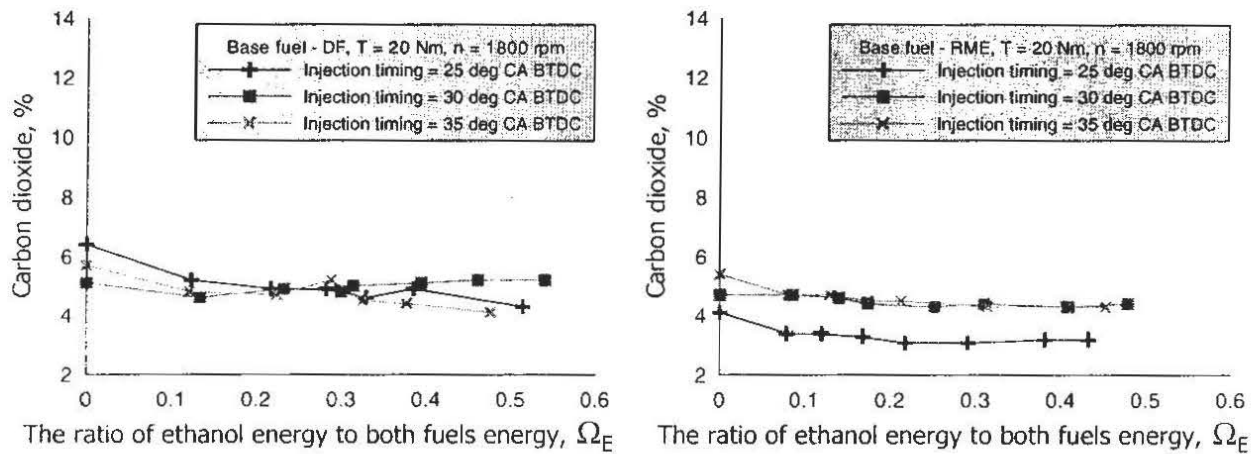 14
12
10
8
6
4
2
Carbon dioxide, %
Base fuel - DF, T = 20 Nm, n = 1800 rpm
Injection timing = 25 deg CA BTDC
Injection timing = 30 deg CA BTDC
Injection timing = 35 deg CA BTDC
0 0.1 0.2 0.3 0.4 0.5 0.6
The ratio of ethanol energy to both fuels energy, Ω_E
14
12
10
8
6
4
2
Carbon dioxide, %
Base fuel - RME, T = 20 Nm, n = 1800 rpm
Injection timing = 25 deg CA BTDC
Injection timing = 30 deg CA BTDC
Injection timing = 35 deg CA BTDC
0 0.1 0.2 0.3 0.4 0.5 0.6
The ratio of ethanol energy to both fuels energy, Ω_E